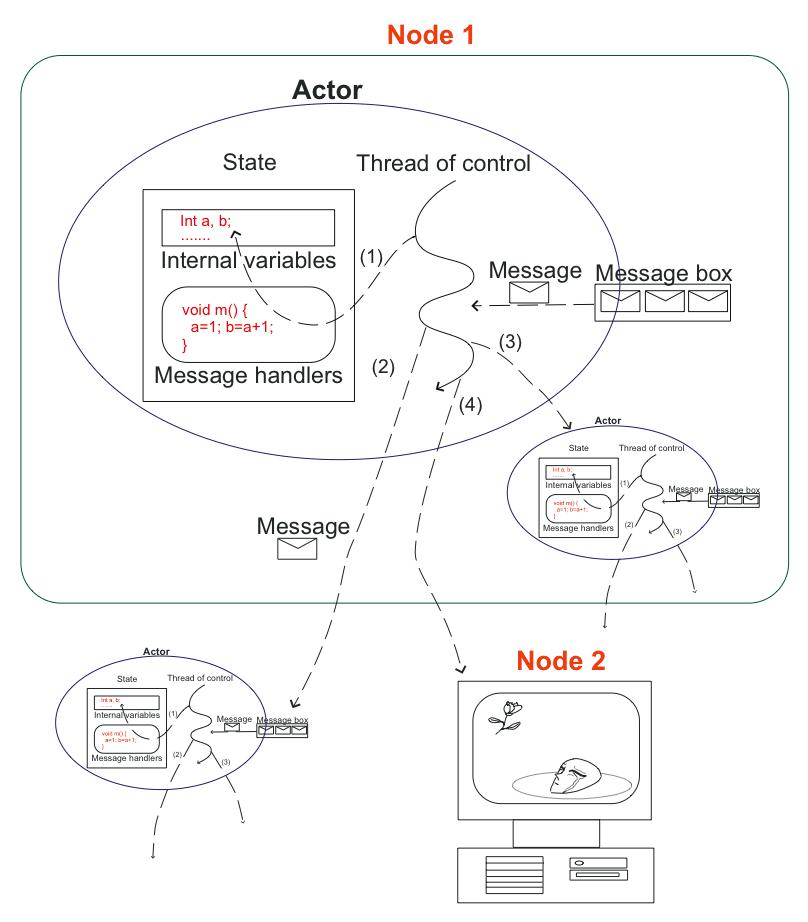 Node 1
Actor
State
Thread of control
Int a, b;
.......
Internal variables
(1)
Message
Message box
void m() {
a=1; b=a+1;
}
Message handlers
(2)
(3)
(4)
Message
Actor
State
Thread of control
Int a, b;
......
Internal variables
(1)
Message
Message box
void m() {
a=1; b=a+1;
}
Message handlers
(2)
(3)
Node 2
Actor
State
Thread of control
Int a, b;
Internal variables
(1)
Message
Message box
void m() {
a=1; b=a+1;
}
Message handlers
(2)
(3)